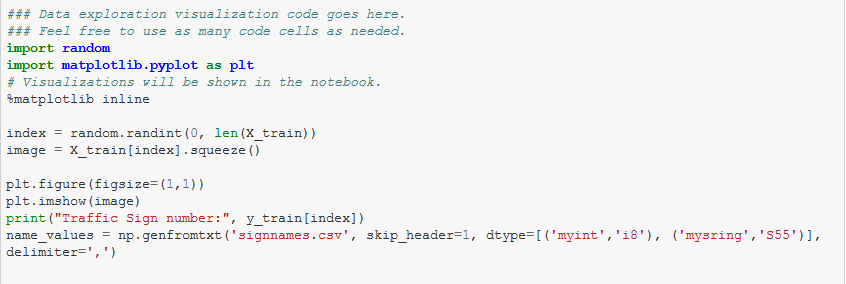 ### Data exploration visualization code goes here.
### Feel free to use as many code cells as needed.
import random
import matplotlib.pyplot as plt
# Visualizations will be shown in the notebook.
%matplotlib inline
index = random.randint(0, len(X_train))
image = X_train[index].squeeze()
plt.figure(figsize=(1,1))
plt.imshow(image)
print("Traffic Sign number:", y_train[index])
name_values = np.genfromtxt('signnames.csv', skip_header=1, dtype=[('myint','i8'), ('mysring','S55')],
delimiter=',')